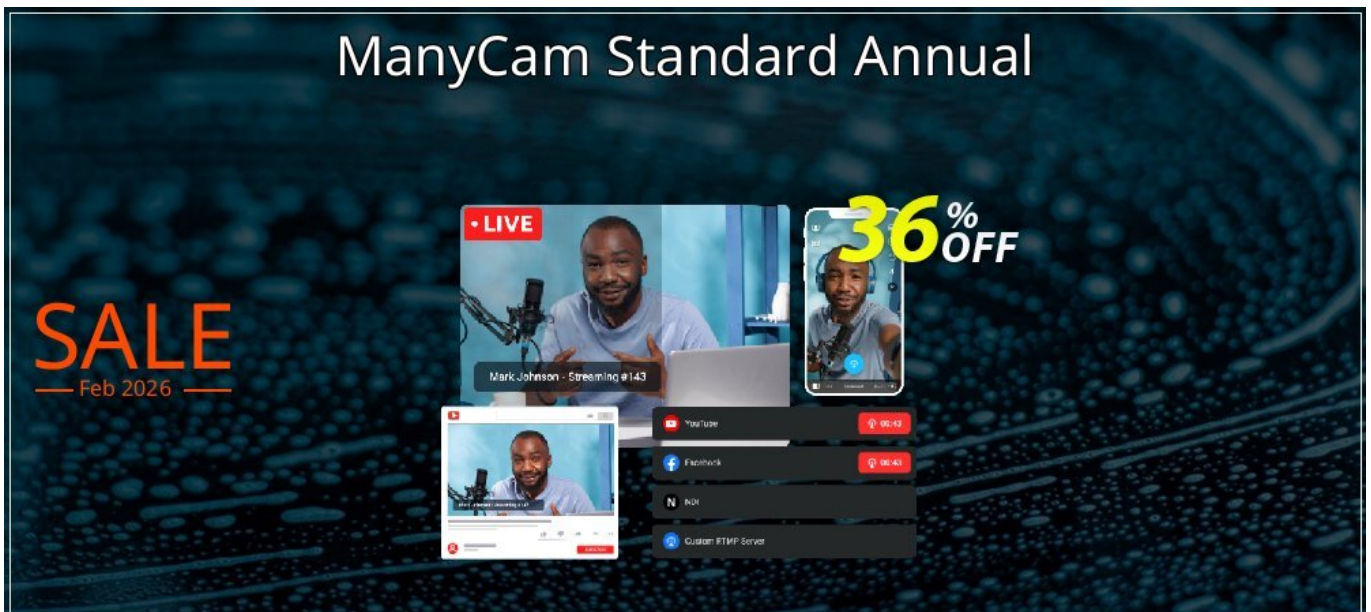 ManyCam Standard Annual
LIVE
36
%
OFF
SALE
Feb 2026
Mark Johnson - Streaming #143
YouTube
00:43
Facebook
00:43
N
NDI
Custom RTMP Server